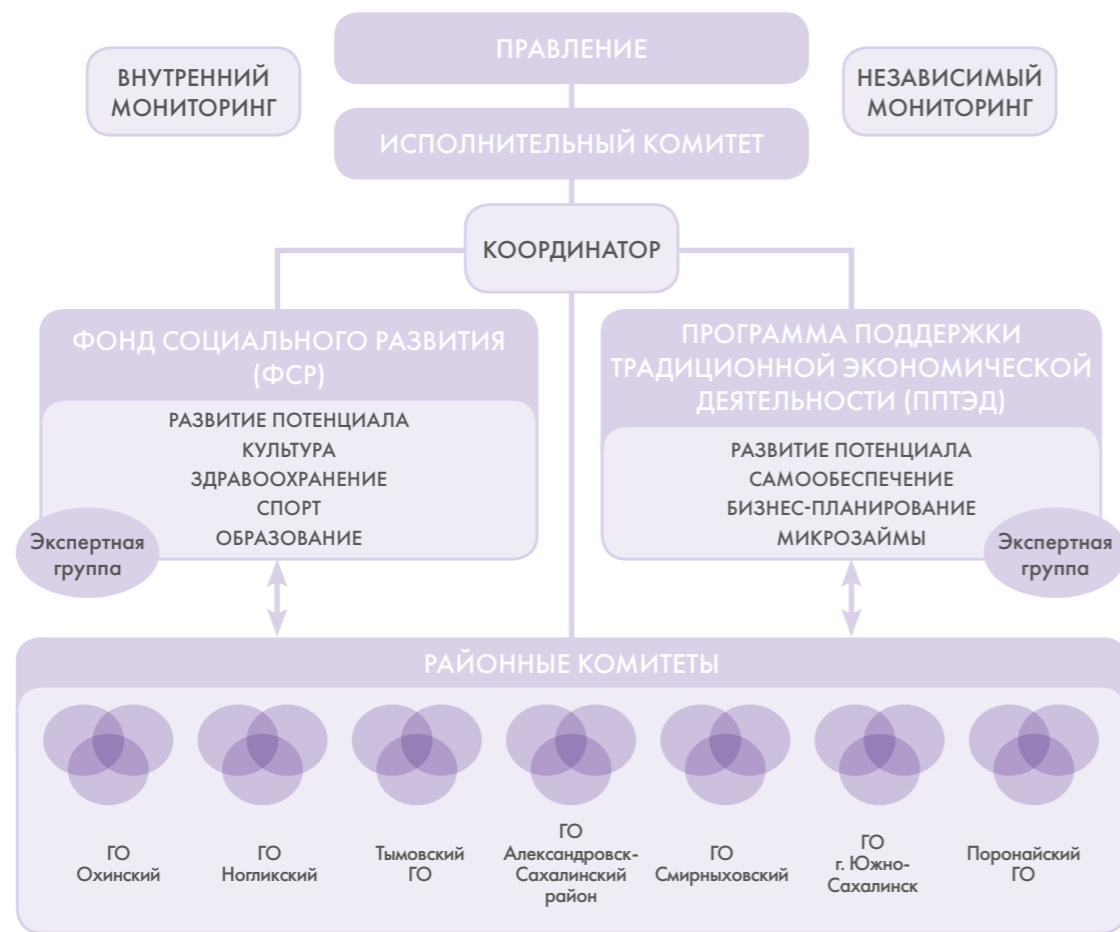 ПРАВЛЕНИЕ
ВНУТРЕННИЙ
МОНИТОРИНГ
НЕЗАВИСИМЫЙ
МОНИТОРИНГ
ИСПОЛНИТЕЛЬНЫЙ КОМИТЕТ
КООРДИНАТОР
ФОНД СОЦИАЛЬНОГО РАЗВИТИЯ
(ФСР)
РАЗВИТИЕ ПОТЕНЦИАЛА
КУЛЬТУРА
ЗДРАВООХРАНЕНИЕ
СПОРТ
ОБРАЗОВАНИЕ
Экспертная
группа
ПРОГРАММА ПОДДЕРЖКИ
ТРАДИЦИОННОЙ ЭКОНОМИЧЕСКОЙ
ДЕЯТЕЛЬНОСТИ (ППТЭД)
РАЗВИТИЕ ПОТЕНЦИАЛА
САМООБЕСПЕЧЕНИЕ
БИЗНЕС-ПЛАНИРОВАНИЕ
МИКРОЗАЙМЫ
Экспертная
группа
РАЙОННЫЕ КОМИТЕТЫ
ГО
Охинский
ГО
Ногликский
Тымовский
ГО
ГО
Александровск-
Сахалинский
район
ГО
Смирныховский
ГО
г. Южно-
Сахалинск
Поронайский
ГО